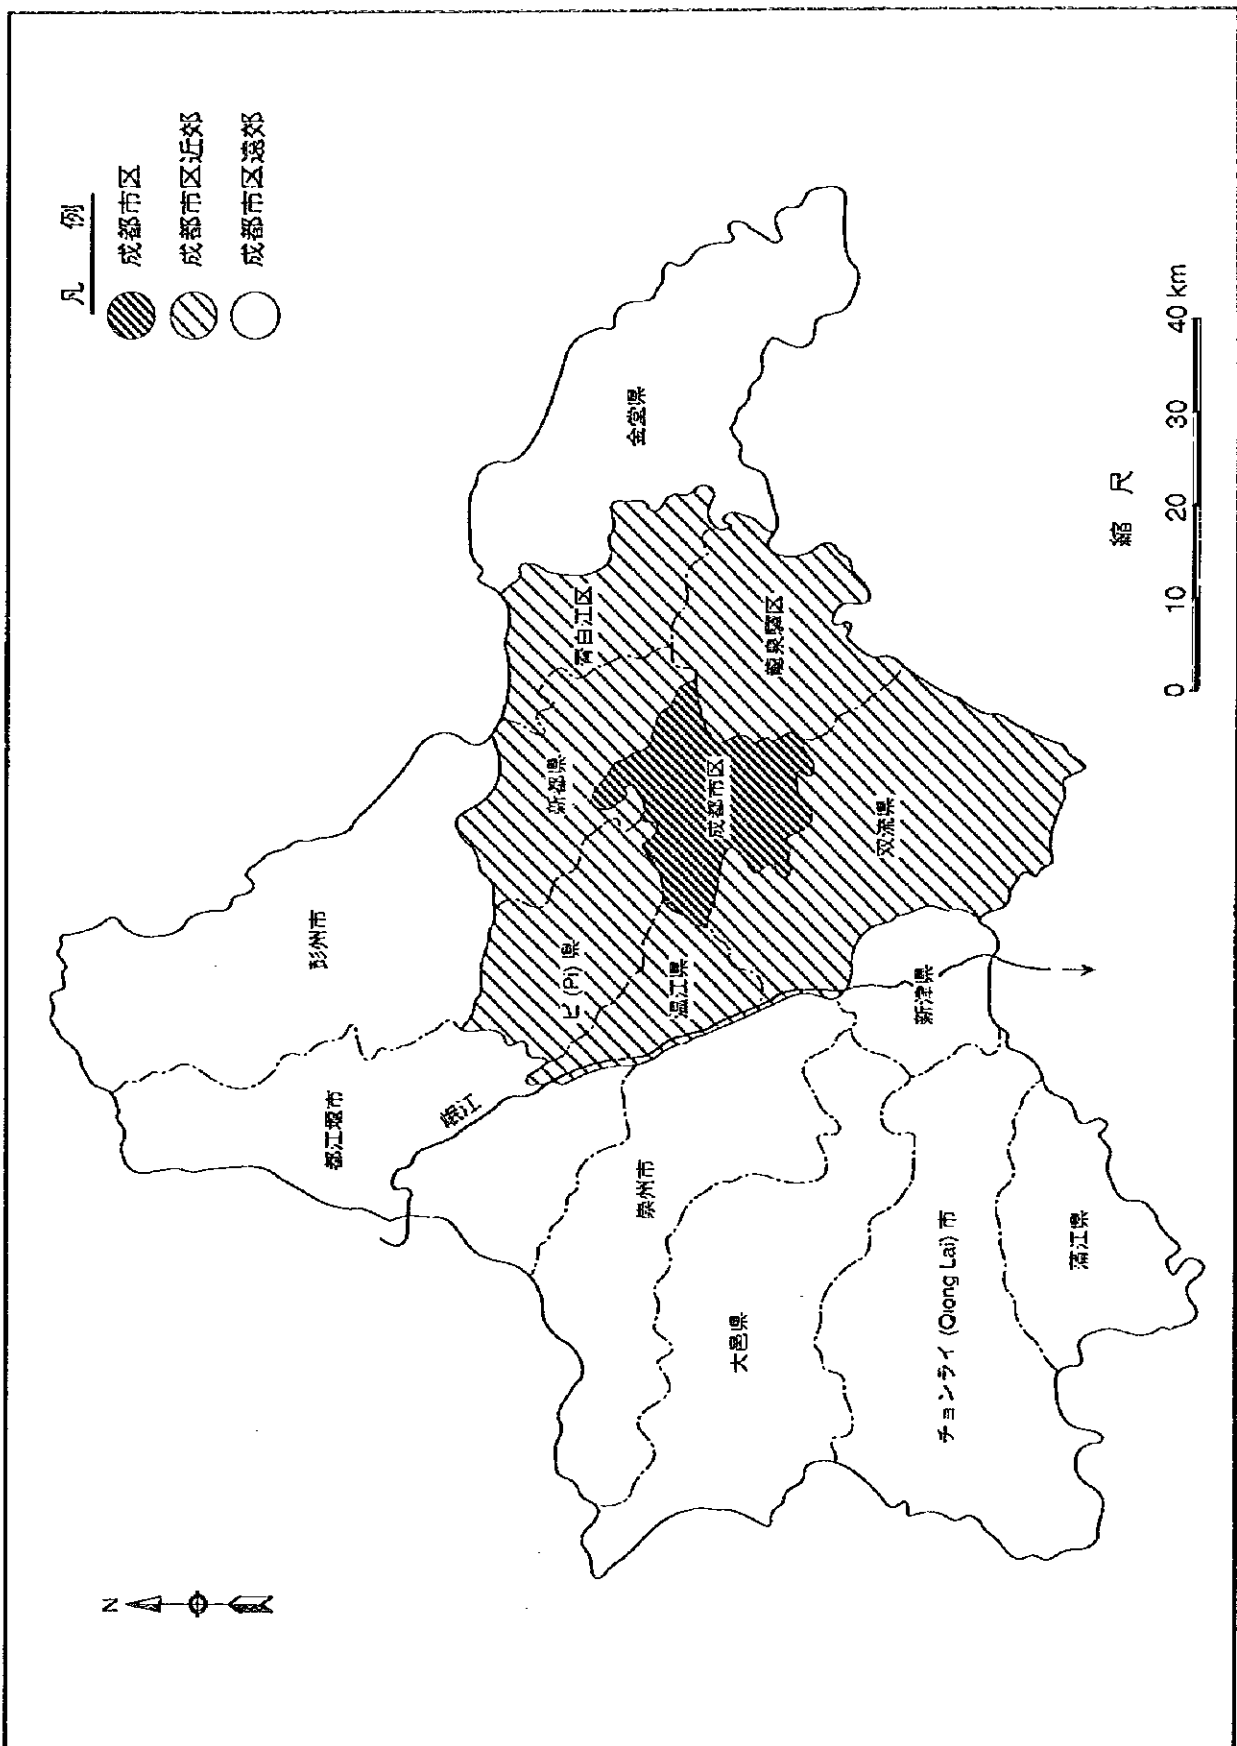 凡 例
成都市区
成都市区近郊
成都市区遠郊
N
彭州市
都江堰市
岷江
新都県
青白江区
ピ (Pi) 県
金堂県
崇州市
温江県
成都市区
龍泉驛区
大邑県
双流県
新津県
チョンライ (Qiong Lai) 市
蒲江県
縮 尺
0 10 20 30 40 km